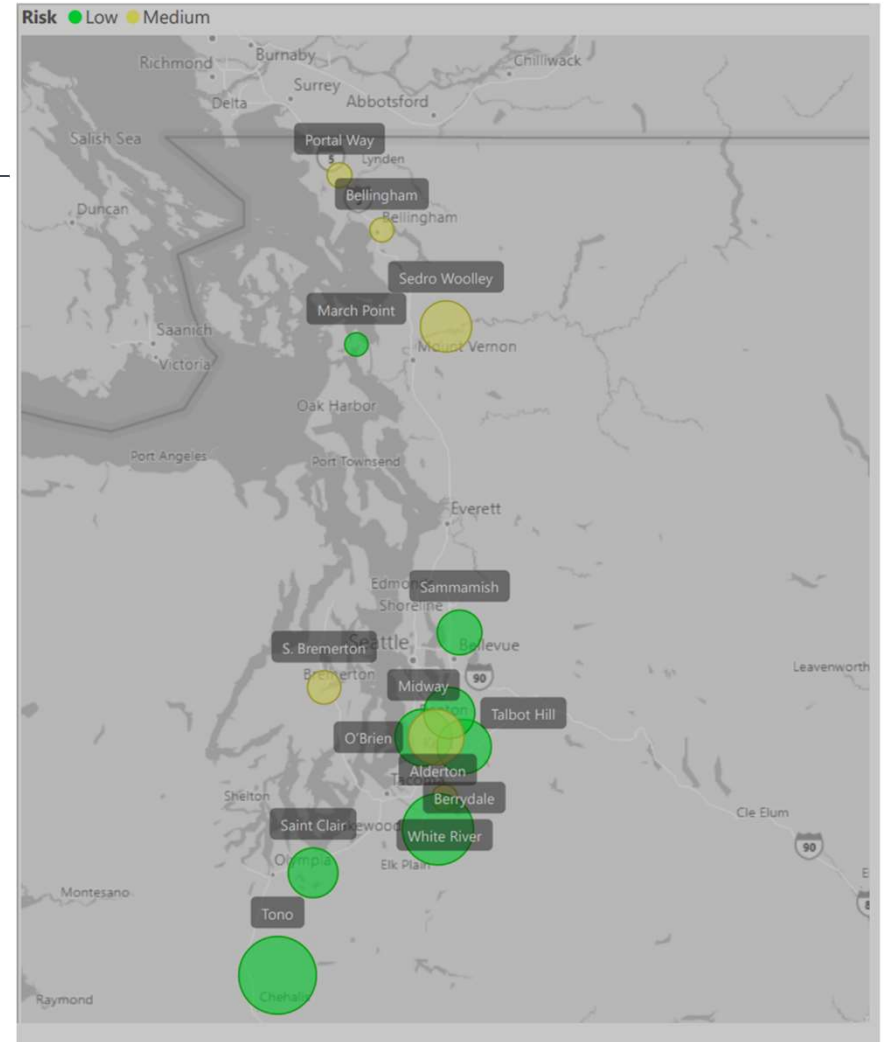 Risk Low Medium
Burnaby
Richmond
Chilliwack
Surrey
Delta
Abbotsford
Salish Sea
Portal Way
5
Lynden
Bellingham
Duncan
Bellingham
Sedro Woolley
March Point
Saanich
Mount Vernon
Victoria
Oak Harbor
Port Angeles
Port Townsend
Everett
Sammamish
Shoreline
Seattle
Bellevue
S. Bremerton
Leavenworth
Bremerton
90
Midway
Talbot Hill
O'Brien
Alderton
Shelton
Berrydale
Cle Elum
Saint Clair
White River
90
Olympia
Elk Plain
Montesano
Tono
Raymond
Chehalis